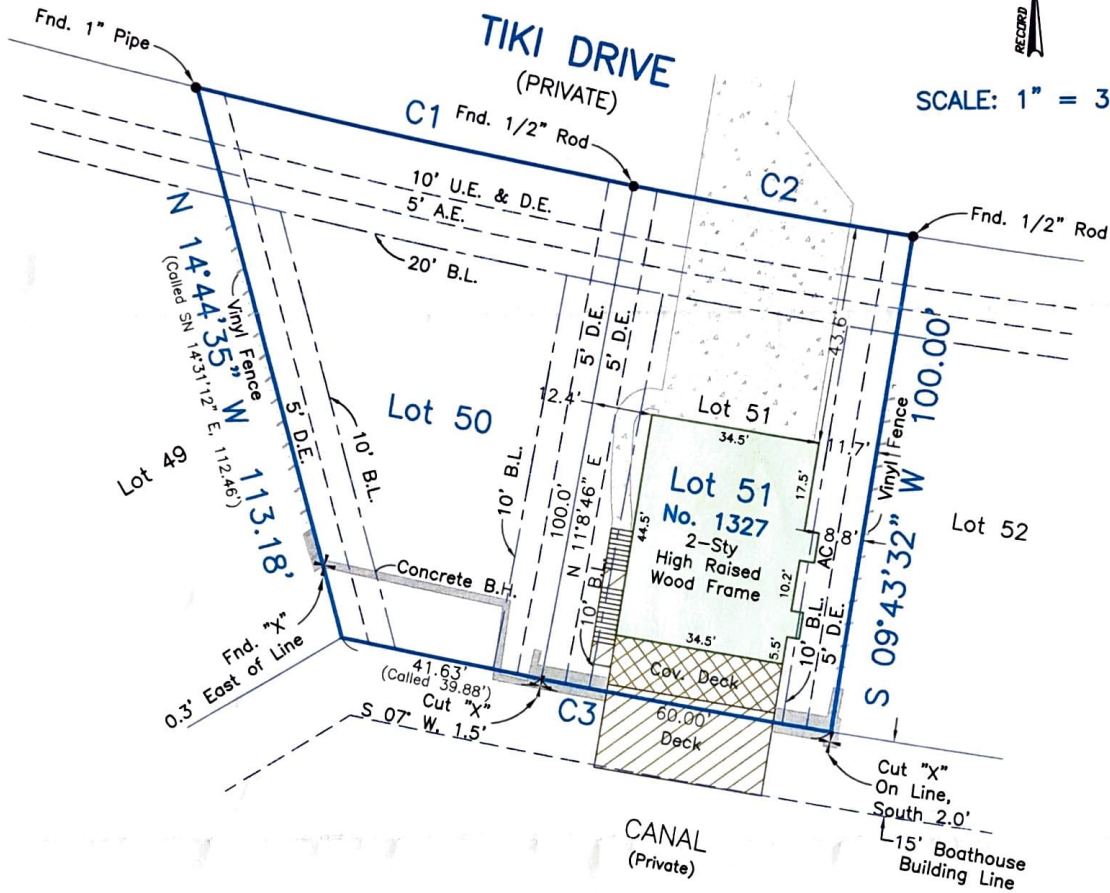 Fnd. 1" Pipe
TIKI DRIVE
(PRIVATE)
RECORD
SCALE: 1" = 3
C1
Fnd. 1/2" Rod
C2
Fnd. 1/2" Rod
10' U.E. & D.E.
5' A.E.
20' B.L.
N 14°44'35" W 113.18'
(Called SN 14°31'12" E, 112.46')
Vinyl Fence
5' D.E.
10' B.L.
Lot 49
Lot 50
10' B.L.
100.0'
5' D.E.
5' D.E.
N 118'46" E
10' B.L.
12.4'
Lot 51
34.5'
43.6'
11.7'
17.5'
Lot 51
No. 1327
2-Sty
High Raised
Wood Frame
44.5'
10.2'
AC
8.8'
34.5'
5.5'
10' B.L.
5' D.E.
Vinyl Fence
S 09°43'32" W 100.00'
Lot 52
Concrete B.H.
Fnd. "X"
0.3' East of Line
41.63'
(Called 39.88')
Cut "X"
S 07° W, 1.5'
C3
Cov. Deck
60.00'
Deck
Cut "X"
On Line,
South 2.0'
15' Boathouse
Building Line
CANAL
(Private)